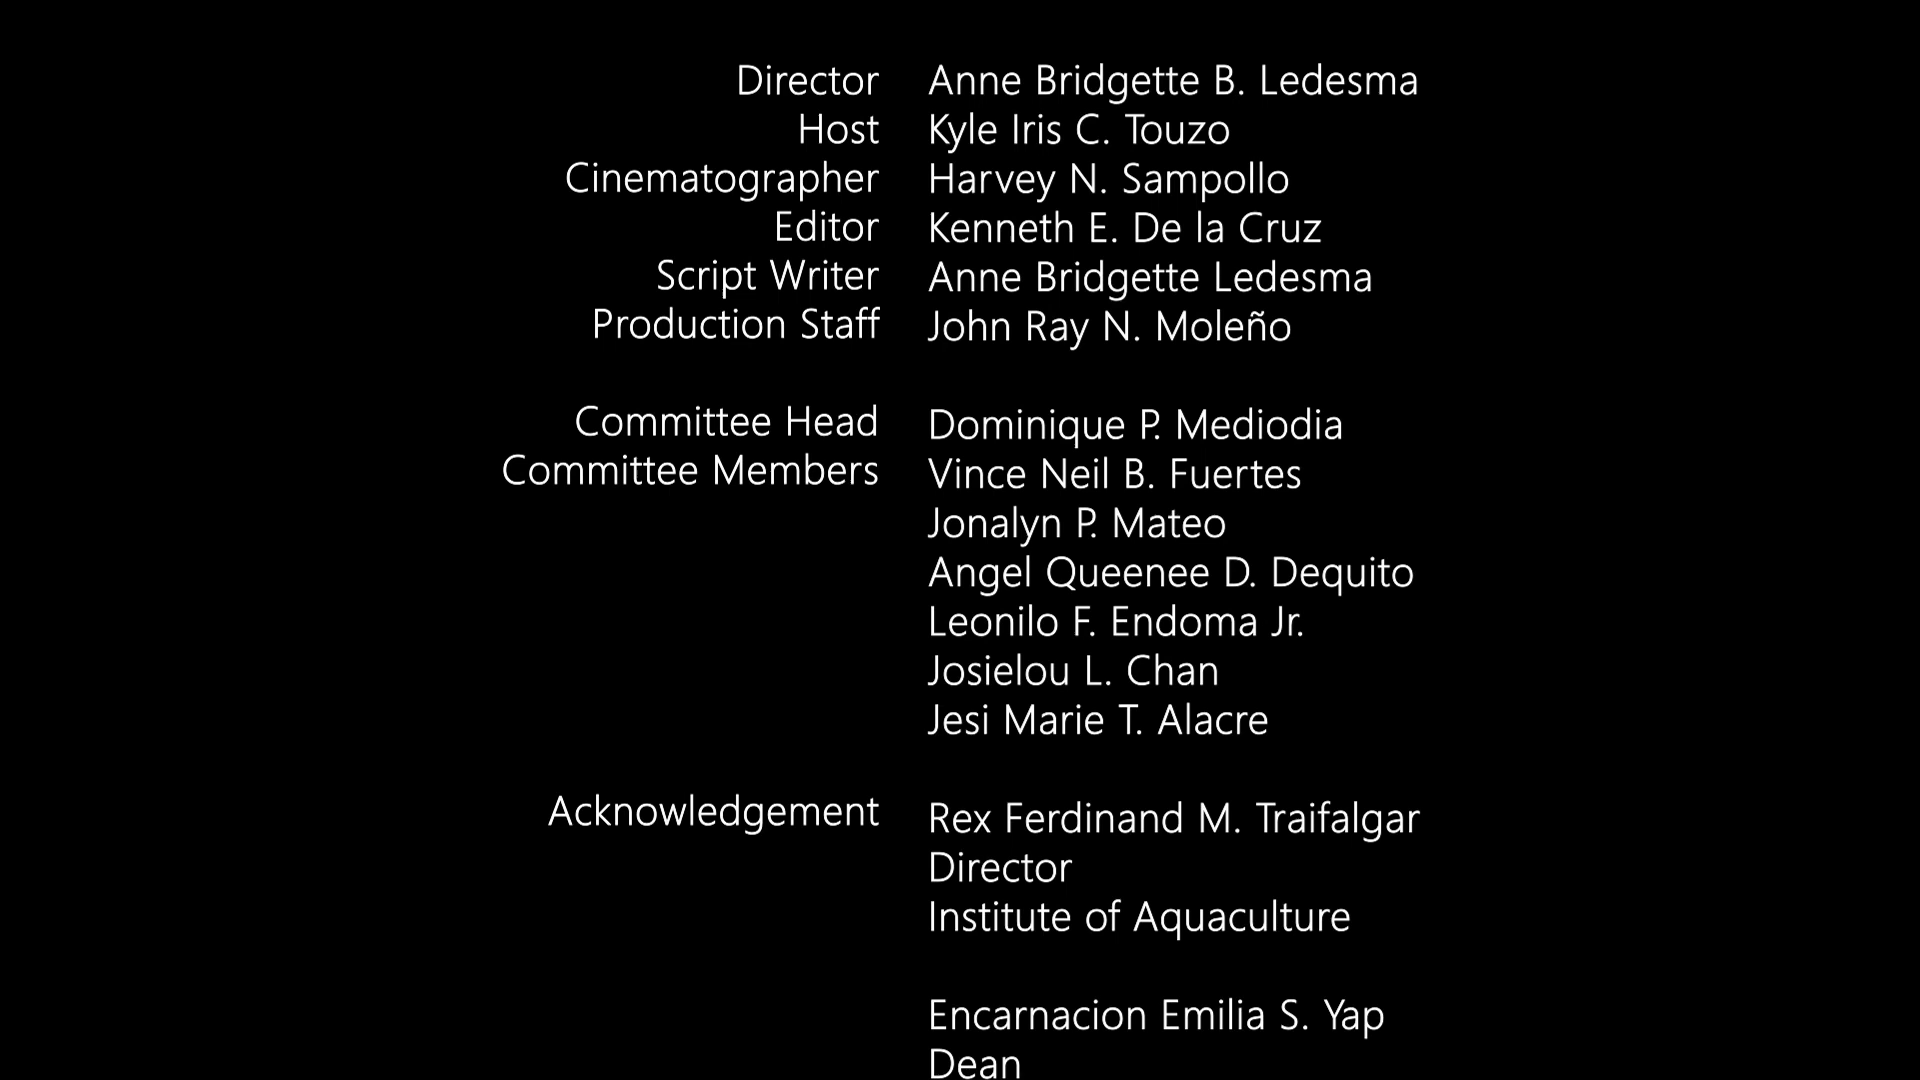 Director Anne Bridgette B. Ledesma
Host Kyle Iris C. Touzo
Cinematographer Harvey N. Sampollo
Editor Kenneth E. De la Cruz
Script Writer Anne Bridgette Ledesma
Production Staff John Ray N. Moleño
Committee Head Dominique P. Mediodia
Committee Members Vince Neil B. Fuertes
Jonalyn P. Mateo
Angel Queenee D. Dequito
Leonilo F. Endoma Jr.
Josielou L. Chan
Jesi Marie T. Alacre
Acknowledgement Rex Ferdinand M. Traifalgar
Director
Institute of Aquaculture
Encarnacion Emilia S. Yap
Dean